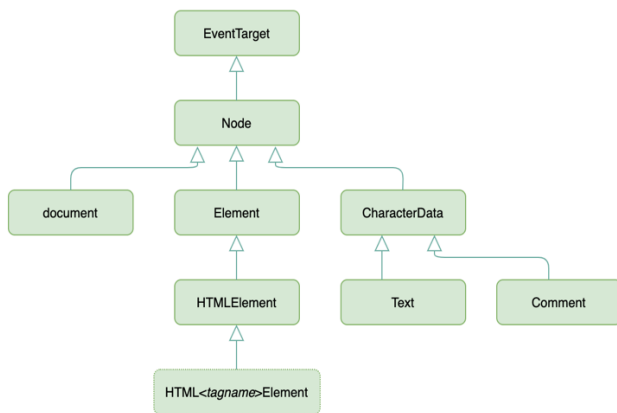 EventTarget
Node
document
Element
CharacterData
HTMLElement
Text
Comment
HTML<tagname>Element